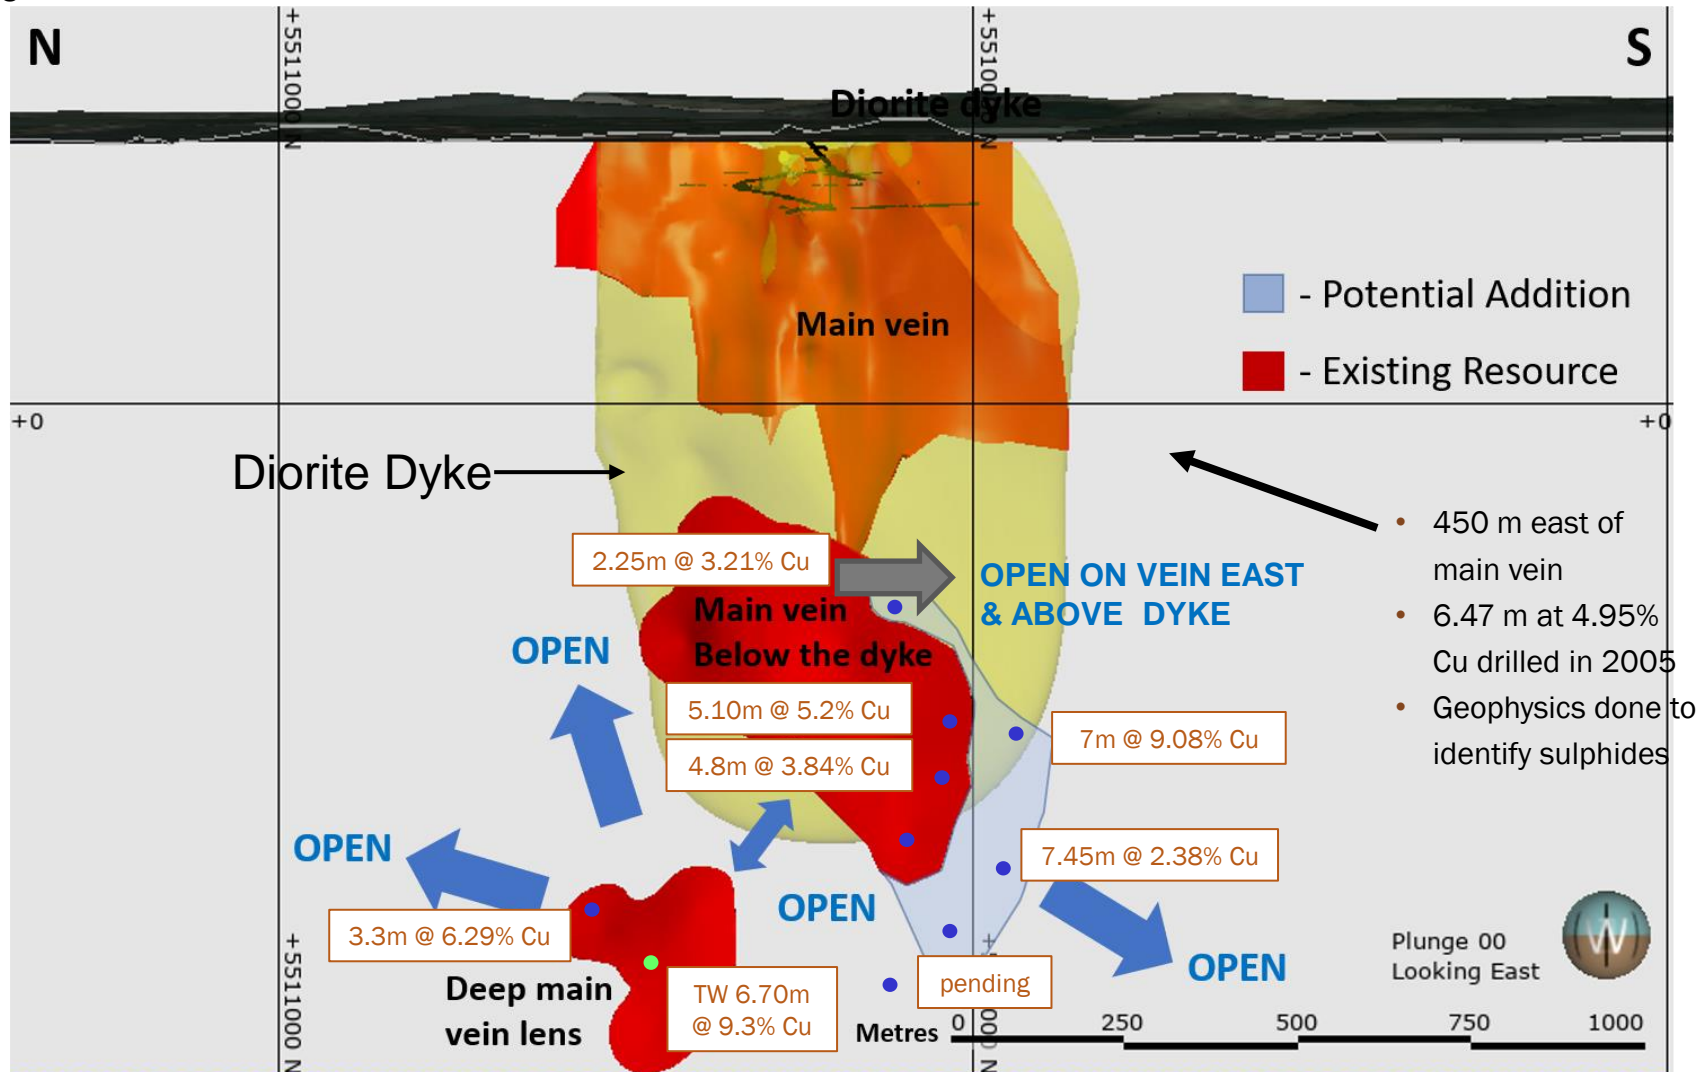 N
S
+5511000 N
+5510000 N
Diorite dyke
Main vein
- Potential Addition
- Existing Resource
+0
+0
Diorite Dyke
2.25m @ 3.21% Cu
OPEN ON VEIN EAST
& ABOVE DYKE
Main vein
Below the dyke
OPEN
5.10m @ 5.2% Cu
4.8m @ 3.84% Cu
7m @ 9.08% Cu
• 450 m east of
main vein
• 6.47 m at 4.95%
Cu drilled in 2005
• Geophysics done to
identify sulphides
OPEN
7.45m @ 2.38% Cu
OPEN
3.3m @ 6.29% Cu
OPEN
Deep main
vein lens
TW 6.70m
@ 9.3% Cu
pending
Plunge 00
Looking East
W
+5511000 N
Metres 0 250 500 750 1000